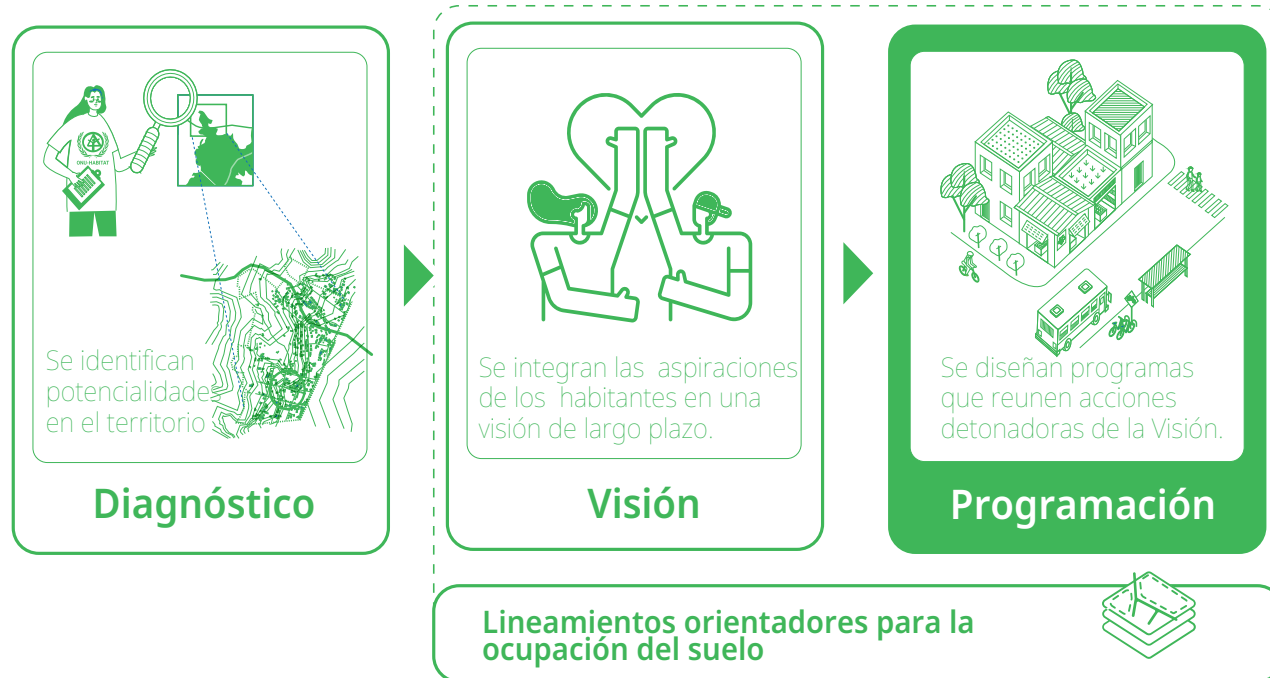 ONU-HABITAT
Se identifican
potencialidades
en el territorio
Diagnóstico
Se integran las aspiraciones
de los habitantes en una
visión de largo plazo.
Visión
Se diseñan programas
que reunen acciones
detonadoras de la Visión.
Programación
Lineamientos orientadores para la
ocupación del suelo